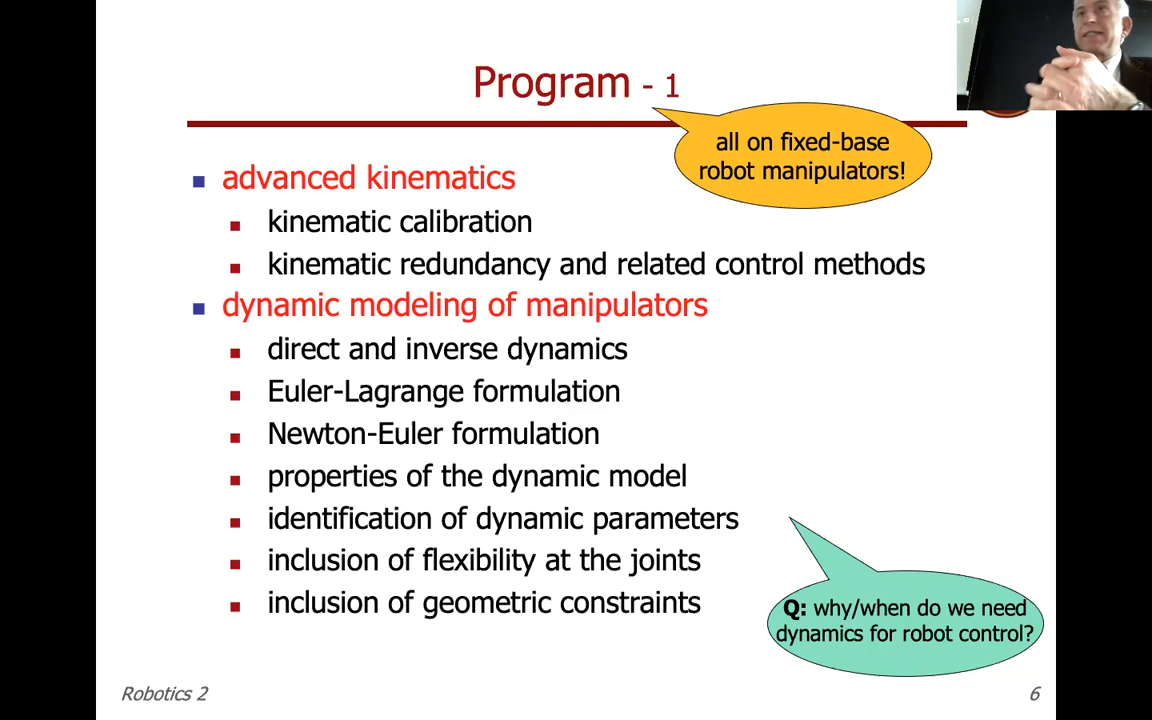 Program - 1
all on fixed-base
robot manipulators!
advanced kinematics
kinematic calibration
kinematic redundancy and related control methods
dynamic modeling of manipulators
direct and inverse dynamics
Euler-Lagrange formulation
Newton-Euler formulation
properties of the dynamic model
identification of dynamic parameters
inclusion of flexibility at the joints
inclusion of geometric constraints
Q: why/when do we need
dynamics for robot control?
Robotics 2
6